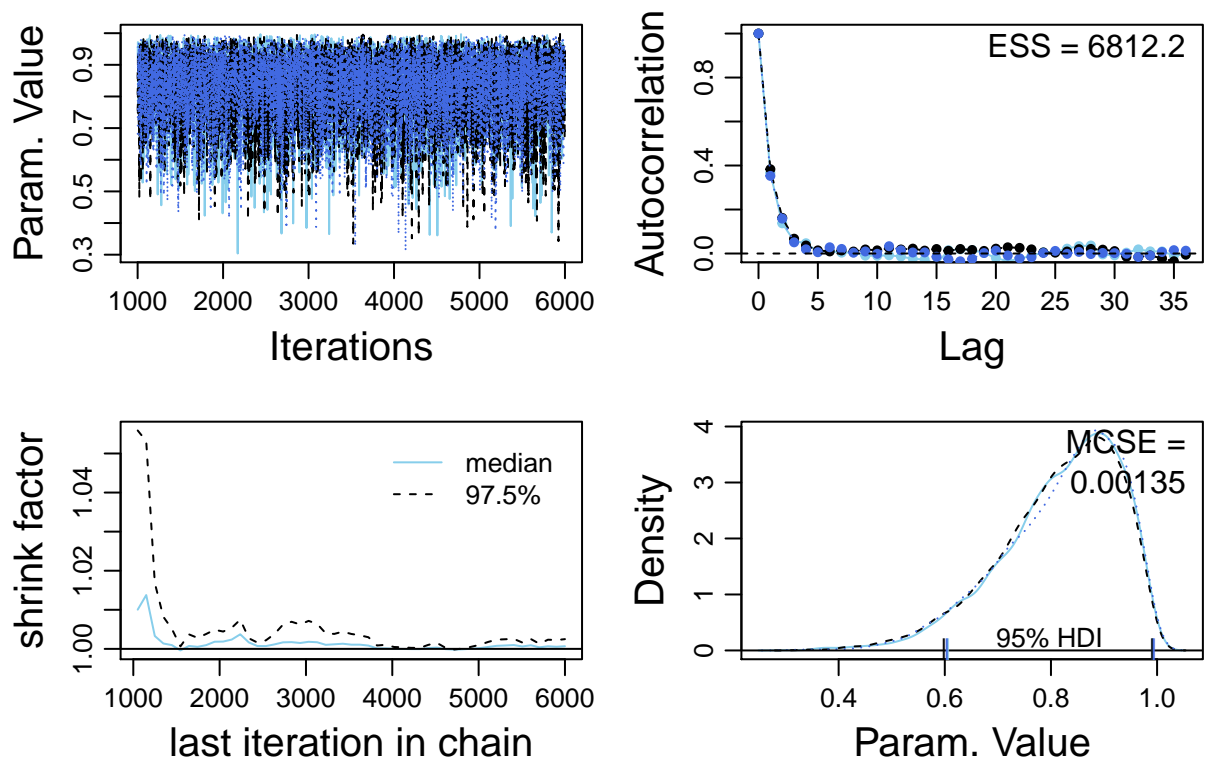 Param. Value
0.3 0.5 0.7 0.9
1000 2000 3000 4000 5000 6000
Iterations
Autocorrelation
0.0 0.4 0.8
ESS = 6812.2
0 5 10 15 20 25 30 35
Lag
shrink factor
1.00 1.02 1.04
median
97.5%
1000 2000 3000 4000 5000 6000
last iteration in chain
Density
0 1 2 3 4
MCSE =
0.00135
95% HDI
0.4 0.6 0.8 1.0
Param. Value